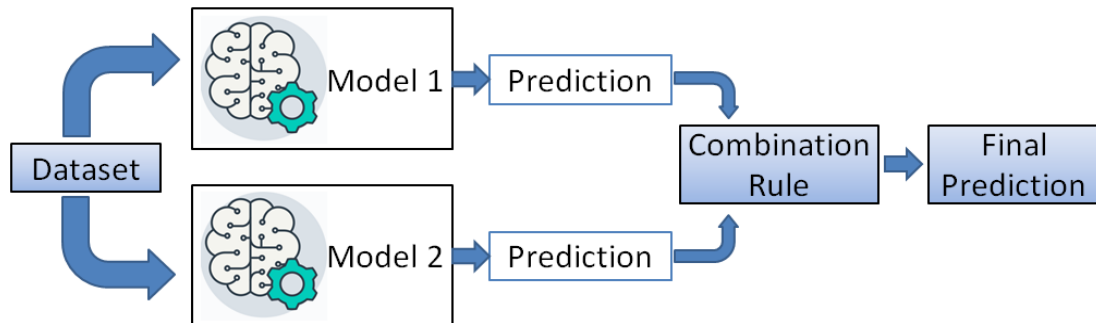 Dataset
Model 1
Prediction
Model 2
Prediction
Combination
Rule
Final
Prediction